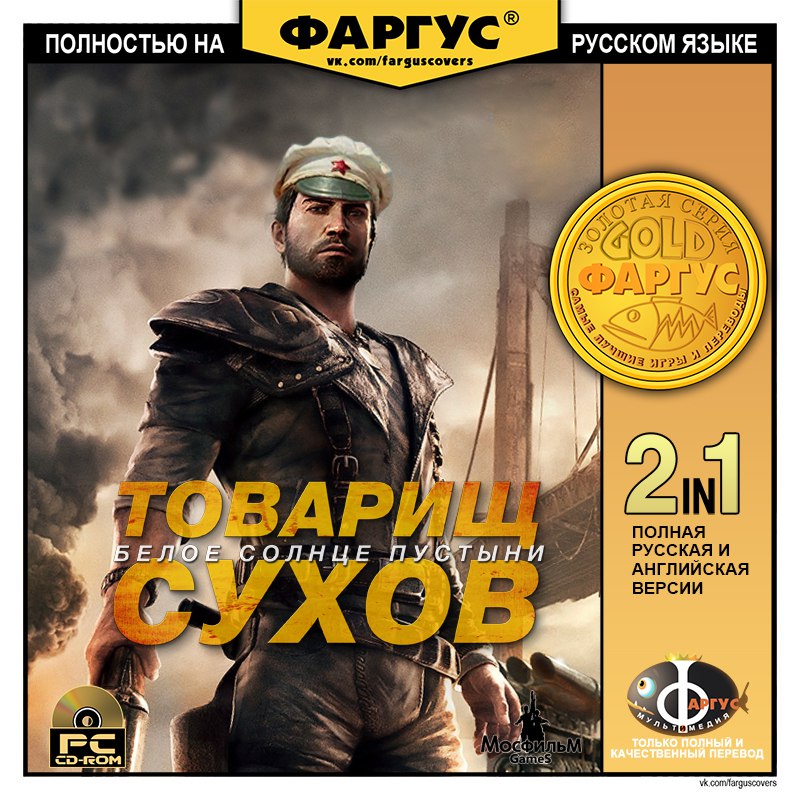 ПОЛНОСТЬЮ НА
ФАРГУС®
vk.com/farguscovers
РУССКОМ ЯЗЫКЕ
ЗОЛОТАЯ СЕРИЯ
GOLD
ФАРГУС
САМЫЕ ЛУЧШИЕ ИГРЫ И ПЕРЕВОДЫ
2IN1
ПОЛНАЯ
РУССКАЯ И
АНГЛИЙСКАЯ
ВЕРСИИ
ТОВАРИЩ
БЕЛОЕ СОЛНЦЕ ПУСТЫНИ
СУХОВ
PC
CD-ROM
МОСФИЛЬМ
GameS
ФАРГУС
МУЛЬТИМЕДИЯ
ТОЛЬКО ПОЛНЫЙ И
КАЧЕСТВЕННЫЙ ПЕРЕВОД
vk.com/farguscovers